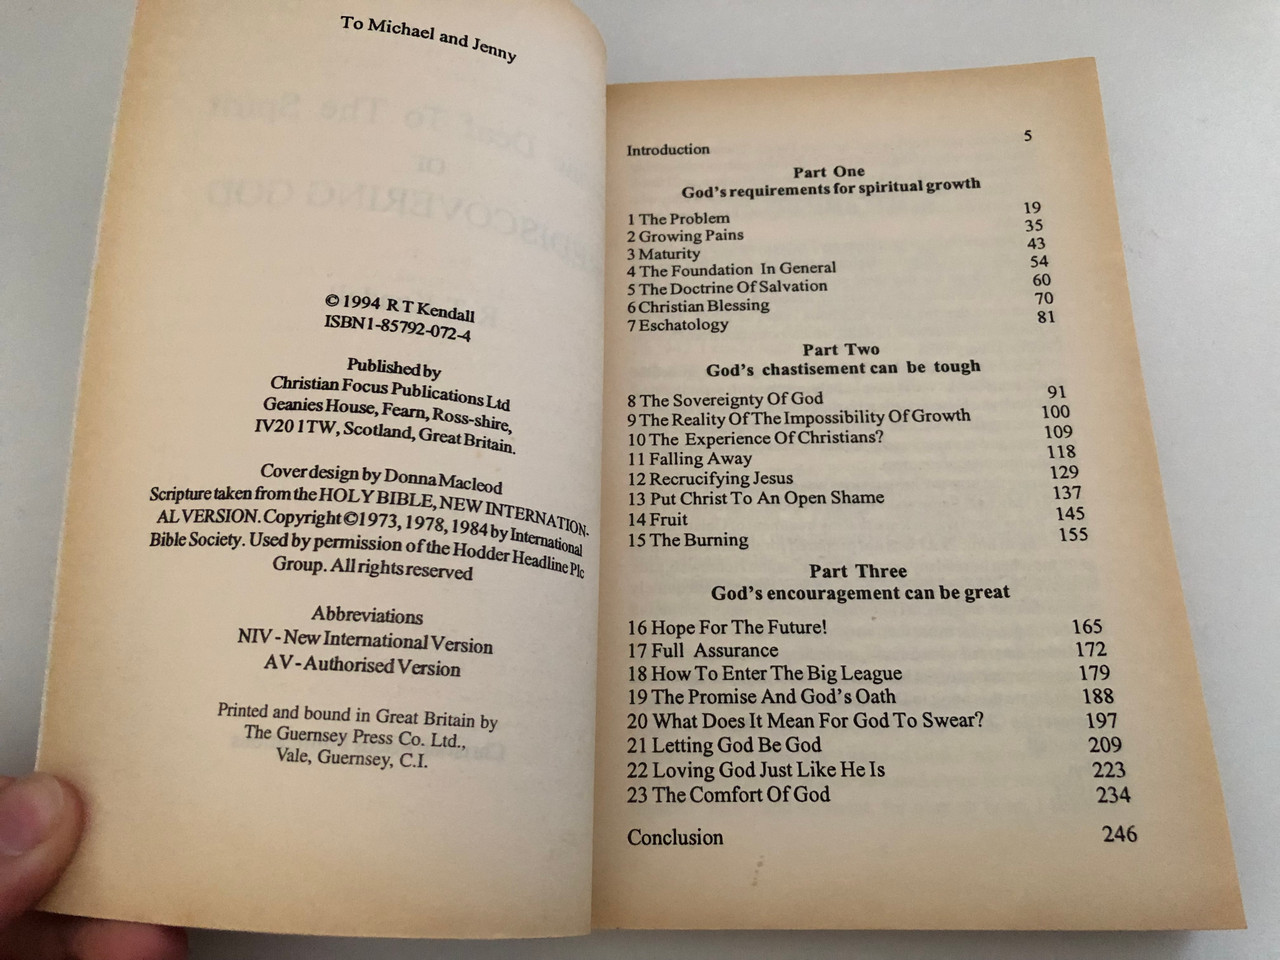 To Michael and Jenny
© 1994 R T Kendall
ISBN 1-85792-072-4
Published by
Christian Focus Publications Ltd
Geanies House, Fearn, Ross-shire,
IV20 1TW, Scotland, Great Britain.
Cover design by Donna Macleod
Scripture taken from the HOLY BIBLE, NEW INTERNATION-
AL VERSION. Copyright ©1973, 1978, 1984 by International
Bible Society. Used by permission of the Hodder Headline Plc
Group. All rights reserved
Abbreviations
NIV - New International Version
AV - Authorised Version
Printed and bound in Great Britain by
The Guernsey Press Co. Ltd.,
Vale, Guernsey, C.I.
Introduction 5
Part One
God's requirements for spiritual growth
1 The Problem 19
2 Growing Pains 35
3 Maturity 43
4 The Foundation In General 54
5 The Doctrine Of Salvation 60
6 Christian Blessing 70
7 Eschatology 81
Part Two
God's chastisement can be tough
8 The Sovereignty Of God 91
9 The Reality Of The Impossibility Of Growth 100
10 The Experience Of Christians? 109
11 Falling Away 118
12 Recrucifying Jesus 129
13 Put Christ To An Open Shame 137
14 Fruit 145
15 The Burning 155
Part Three
God's encouragement can be great
16 Hope For The Future! 165
17 Full Assurance 172
18 How To Enter The Big League 179
19 The Promise And God's Oath 188
20 What Does It Mean For God To Swear? 197
21 Letting God Be God 209
22 Loving God Just Like He Is 223
23 The Comfort Of God 234
Conclusion 246